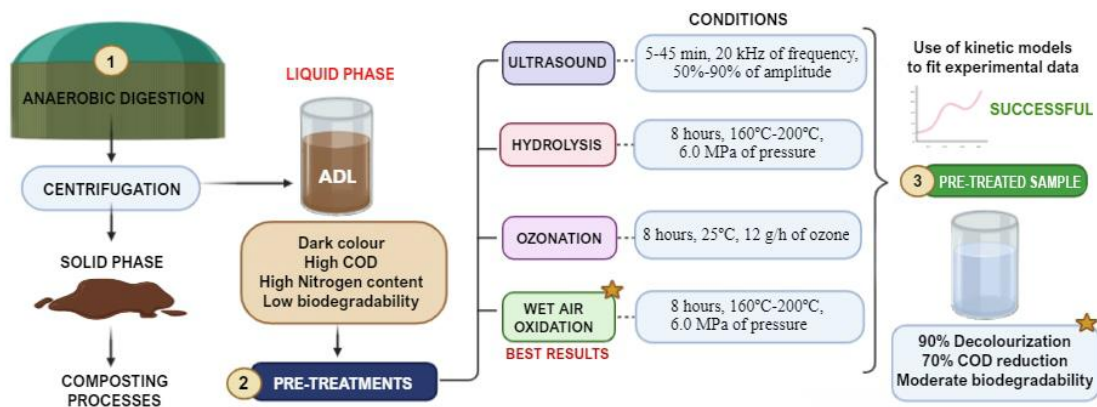 1
ANAEROBIC DIGESTION
CENTRIFUGATION
SOLID PHASE
COMPOSTING
PROCESSES
LIQUID PHASE
ADL
Dark colour
High COD
High Nitrogen content
Low biodegradability
2
PRE-TREATMENTS
CONDITIONS
ULTRASOUND
5-45 min, 20 kHz of frequency,
50%-90% of amplitude
HYDROLYSIS
8 hours, 160°C-200°C,
6.0 MPa of pressure
OZONATION
8 hours, 25°C, 12 g/h of ozone
WET AIR
OXIDATION
BEST RESULTS
8 hours, 160°C-200°C,
6.0 MPa of pressure
Use of kinetic models
to fit experimental data
SUCCESSFUL
3
PRE-TREATED SAMPLE
90% Decolourization
70% COD reduction
Moderate biodegradability